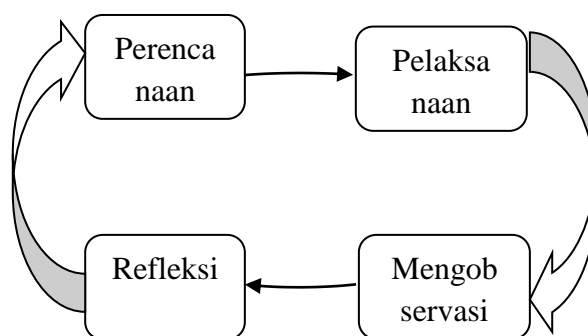 Perenca
naan
Pelaksa
naan
Refleksi
Mengob
servasi